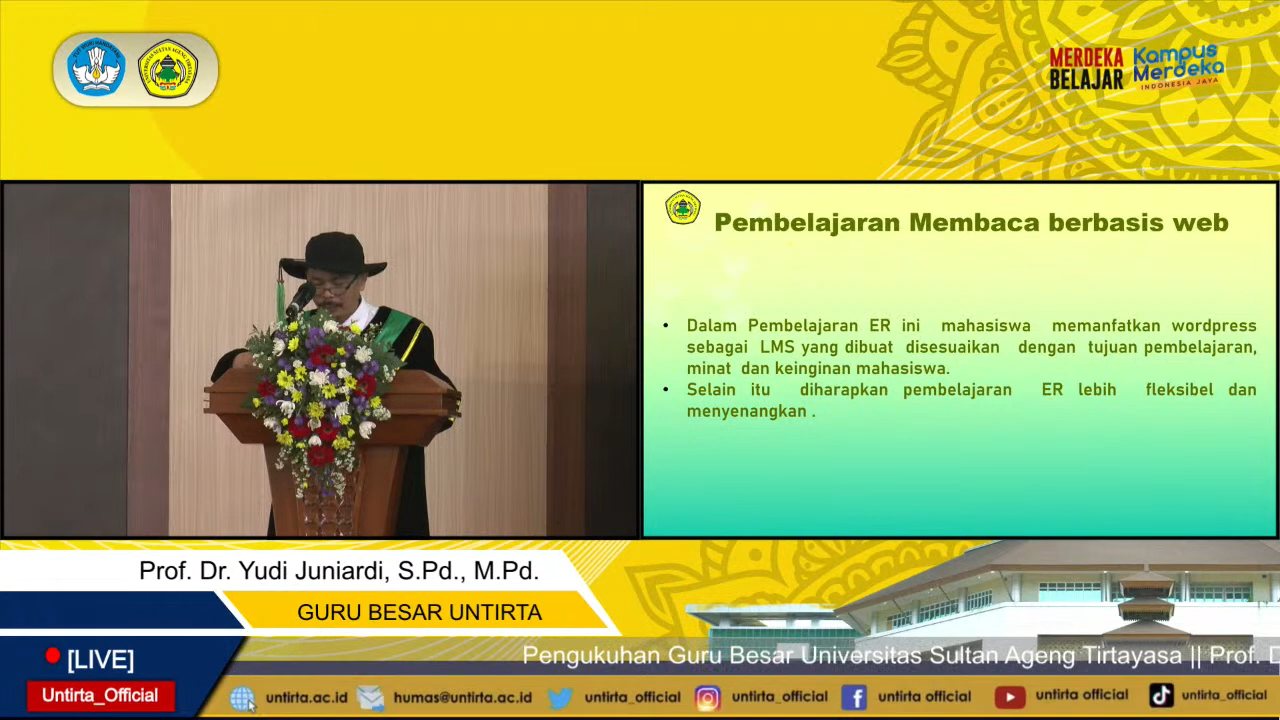 MERDEKA
BELAJAR
Kampus
Merdeka
INDONESIA JAYA
Pembelajaran Membaca berbasis web
• Dalam Pembelajaran ER ini mahasiswa memanfatkan wordpress
sebagai LMS yang dibuat disesuaikan dengan tujuan pembelajaran,
minat dan keinginan mahasiswa.
• Selain itu diharapkan pembelajaran ER lebih fleksibel dan
menyenangkan .
Prof. Dr. Yudi Juniardi, S.Pd., M.Pd.
GURU BESAR UNTIRTA
[LIVE]
Pengukuhan Guru Besar Universitas Sultan Ageng Tirtayasa || Prof. D
Untirta_Official
untirta.ac.id
humas@untirta.ac.id
untirta_official
untirta_official
untirta official
untirta official
untirta_official